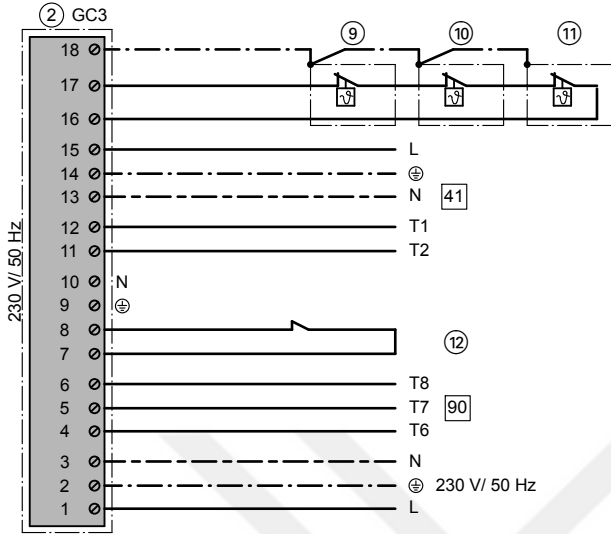 2 GC3
9 10 11
18
17 ϑ ϑ ϑ
16
15 L
14
13 N 41
12 T1
11 T2
10 N
9
8
7 12
6 T8
5 T7 90
4 T6
3 N
2 230 V/ 50 Hz
1 L
230 V/ 50 Hz